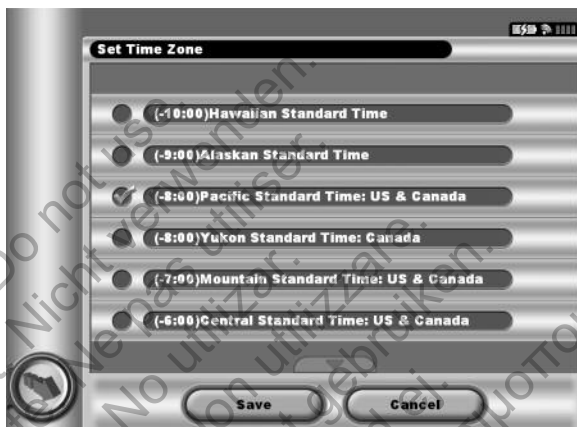 Set Time Zone
(-10:00)Hawaiian Standard Time
(-9:00)Alaskan Standard Time
(-8:00)Pacific Standard Time: US & Canada
(-8:00)Yukon Standard Time: Canada
(-7:00)Mountain Standard Time: US & Canada
(-6:00)Central Standard Time: US & Canada
Save
Cancel
Do not use.
Nicht verwenden.
Ne pas utiliser.
No utilizar.
Non utilizzare.
gebruiken.
ej.